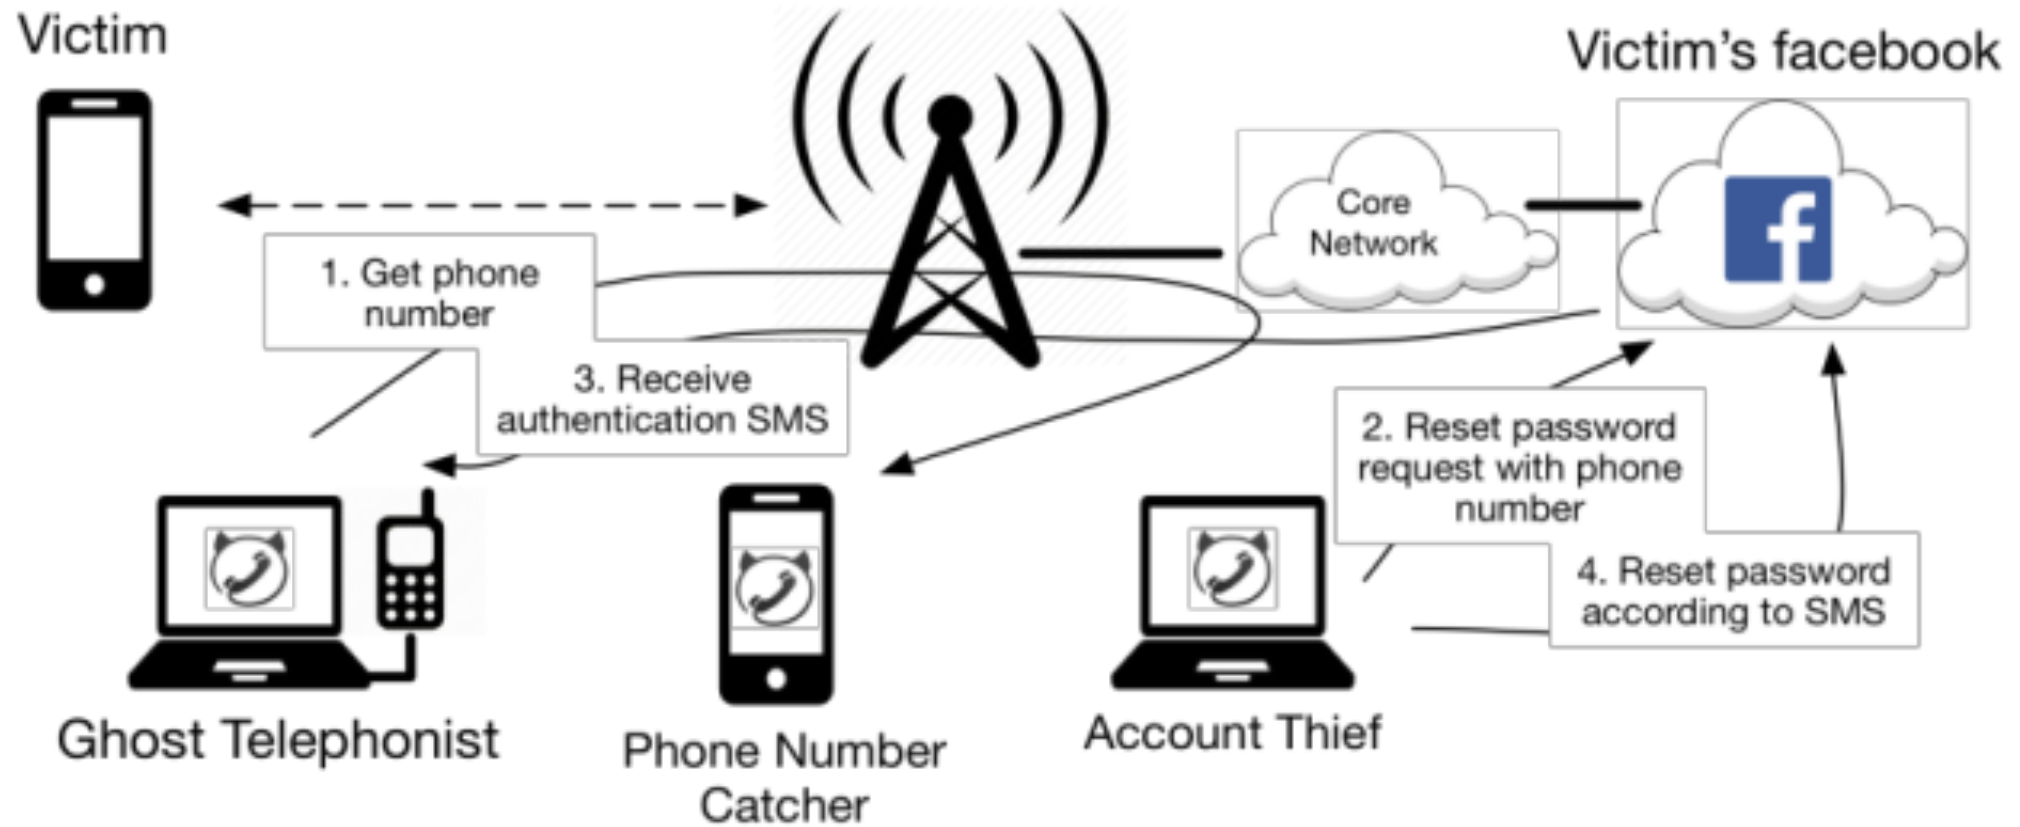 Victim
Victim's facebook
Core
Network
1. Get phone
number
3. Receive
authentication SMS
2. Reset password
request with phone
number
4. Reset password
according to SMS
Ghost Telephonist
Phone Number
Catcher
Account Thief